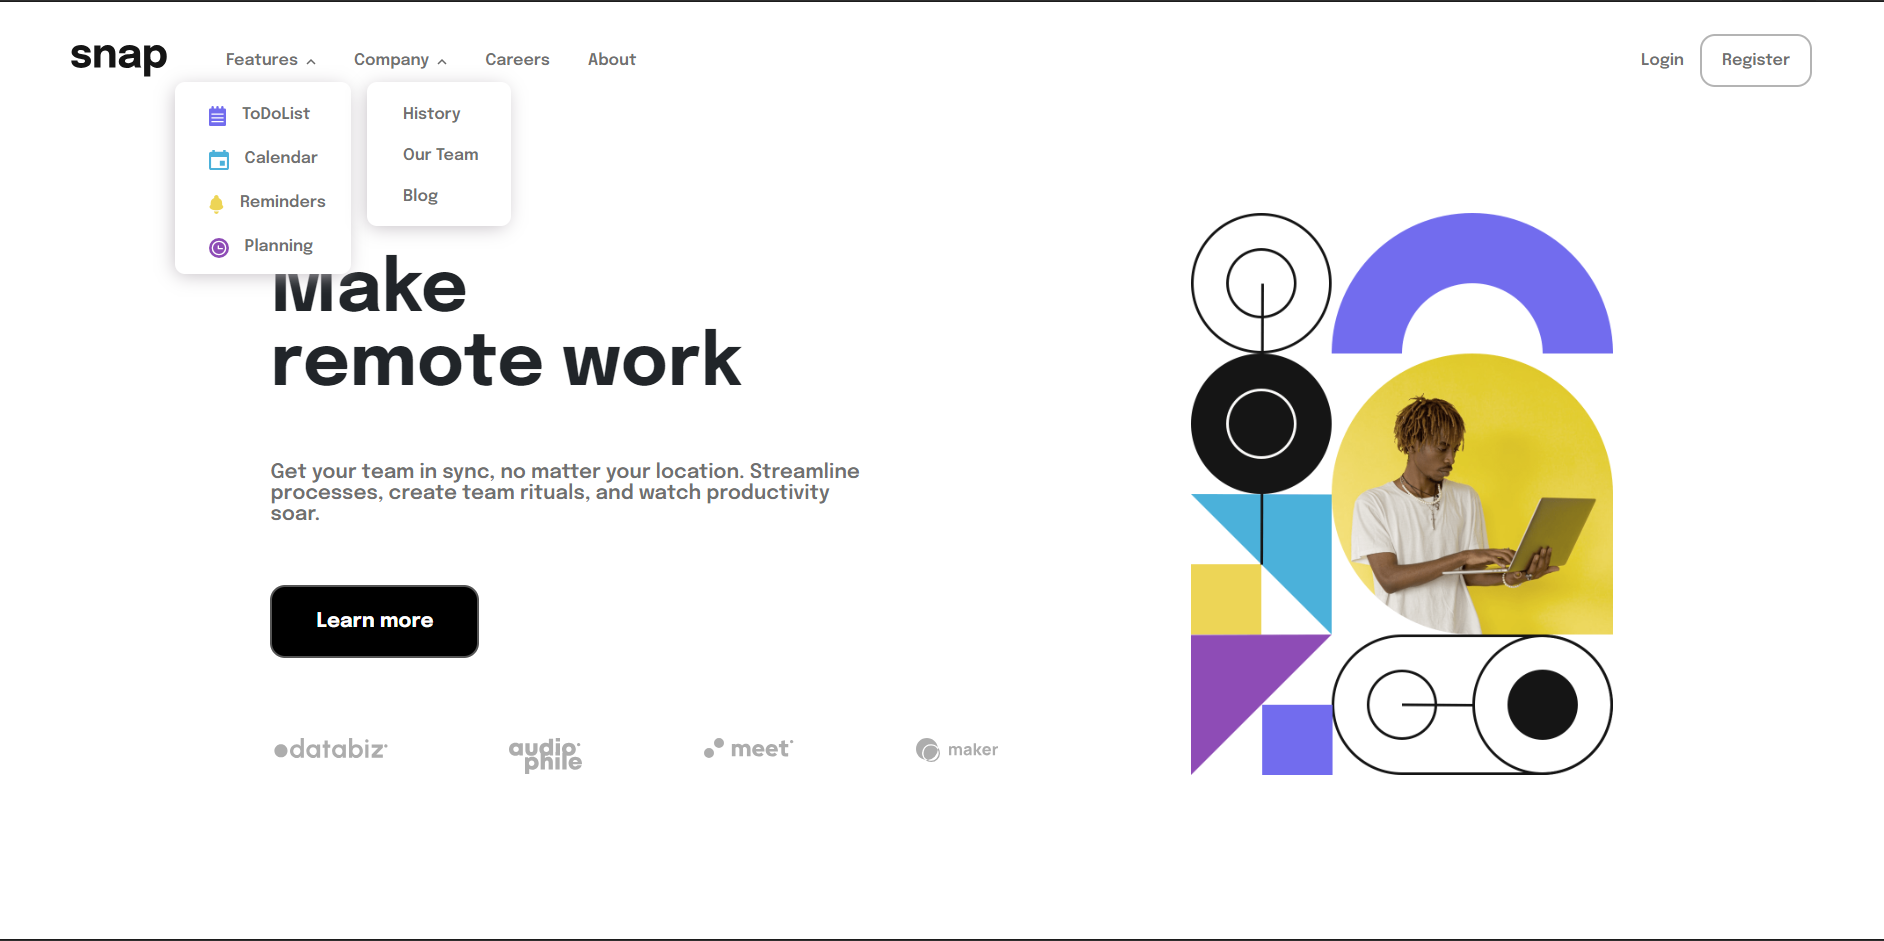 snap
Features
Company
Careers
About
Login
Register
ToDoList
Calendar
Reminders
Planning
History
Our Team
Blog
Make
remote work
Get your team in sync, no matter your location. Streamline
processes, create team rituals, and watch productivity
soar.
Learn more
databiz
audiophile
meet
maker